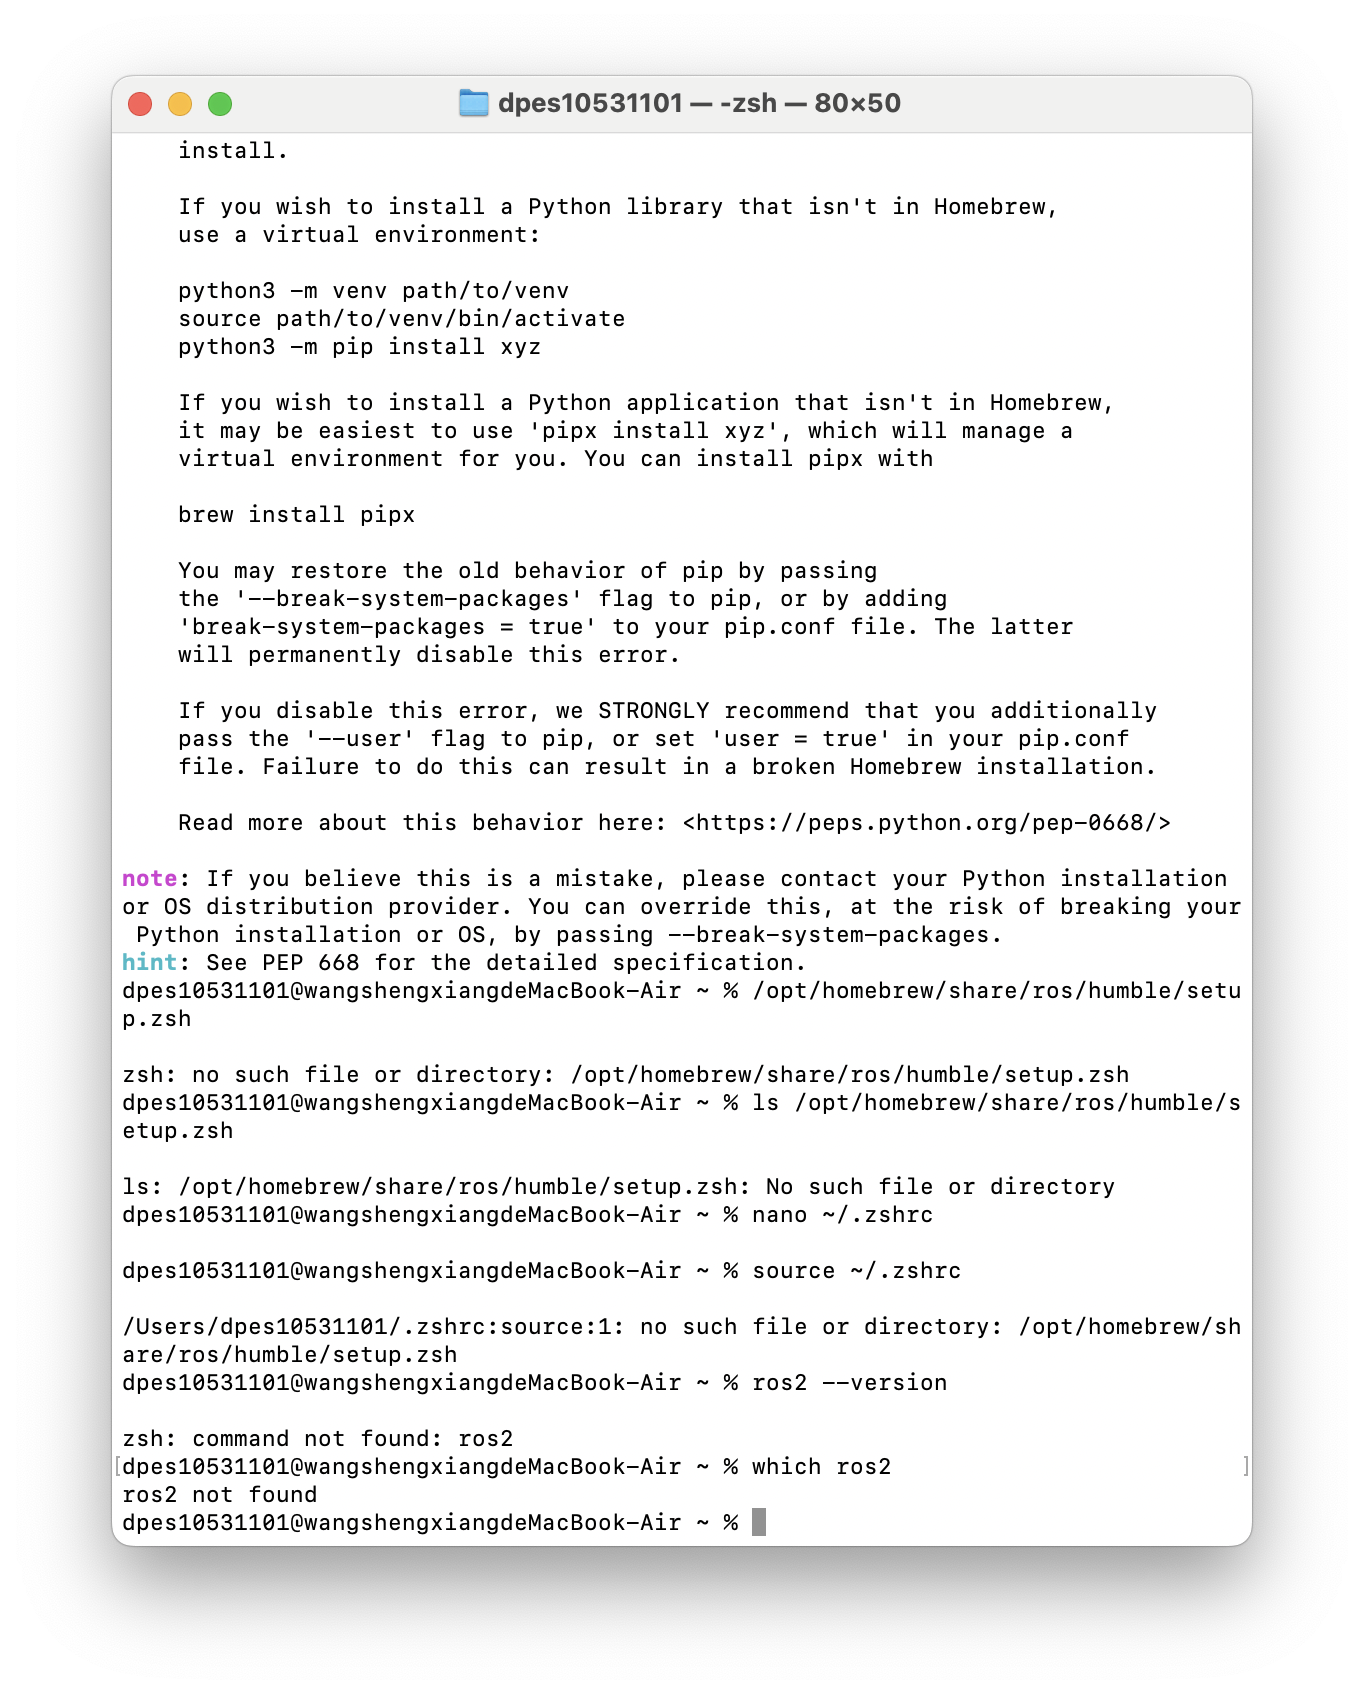 dpes10531101 — -zsh — 80×50
install.
If you wish to install a Python library that isn't in Homebrew,
use a virtual environment:
python3 -m venv path/to/venv
source path/to/venv/bin/activate
python3 -m pip install xyz
If you wish to install a Python application that isn't in Homebrew,
it may be easiest to use 'pipx install xyz', which will manage a
virtual environment for you. You can install pipx with
brew install pipx
You may restore the old behavior of pip by passing
the '--break-system-packages' flag to pip, or by adding
'break-system-packages = true' to your pip.conf file. The latter
will permanently disable this error.
If you disable this error, we STRONGLY recommend that you additionally
pass the '--user' flag to pip, or set 'user = true' in your pip.conf
file. Failure to do this can result in a broken Homebrew installation.
Read more about this behavior here: <https://peps.python.org/pep-0668/>
note: If you believe this is a mistake, please contact your Python installation
or OS distribution provider. You can override this, at the risk of breaking your
Python installation or OS, by passing --break-system-packages.
hint: See PEP 668 for the detailed specification.
dpes10531101@wangshengxiangdeMacBook-Air ~ % /opt/homebrew/share/ros/humble/setu
p.zsh
zsh: no such file or directory: /opt/homebrew/share/ros/humble/setup.zsh
dpes10531101@wangshengxiangdeMacBook-Air ~ % ls /opt/homebrew/share/ros/humble/s
etup.zsh
ls: /opt/homebrew/share/ros/humble/setup.zsh: No such file or directory
dpes10531101@wangshengxiangdeMacBook-Air ~ % nano ~/.zshrc
dpes10531101@wangshengxiangdeMacBook-Air ~ % source ~/.zshrc
/Users/dpes10531101/.zshrc:source:1: no such file or directory: /opt/homebrew/sh
are/ros/humble/setup.zsh
dpes10531101@wangshengxiangdeMacBook-Air ~ % ros2 --version
zsh: command not found: ros2
[dpes10531101@wangshengxiangdeMacBook-Air ~ % which ros2 ]
ros2 not found
dpes10531101@wangshengxiangdeMacBook-Air ~ %